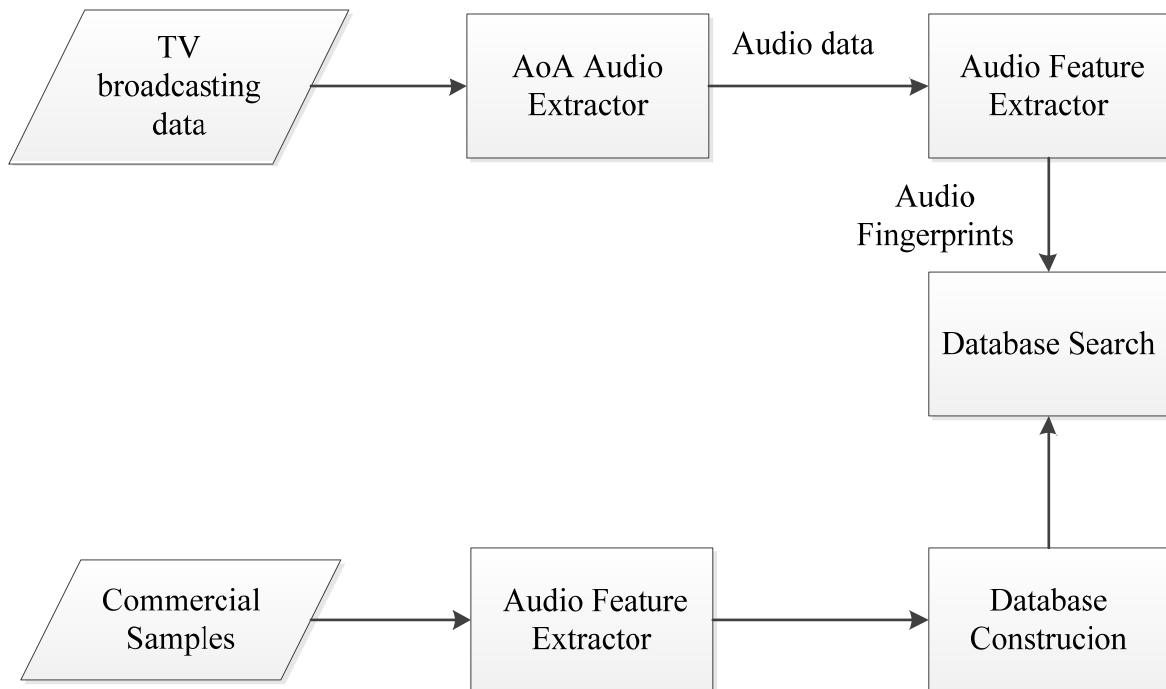 TV
broadcasting
data
AoA Audio
Extractor
Audio data
Audio Feature
Extractor
Audio
Fingerprints
Database Search
Commercial
Samples
Audio Feature
Extractor
Database
Construcion